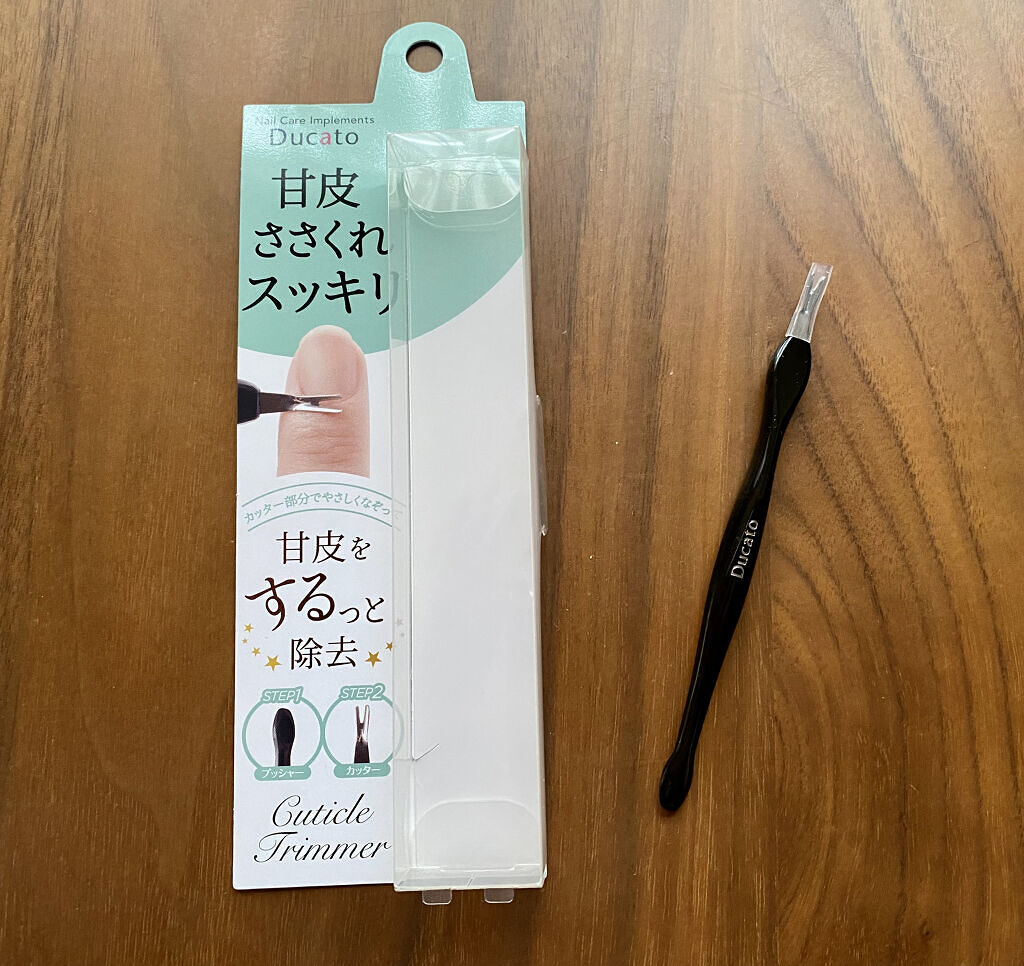 Nail Care Implements
Ducato
甘皮
ささくれ
スッキリ
カッター部分でやさしくなぞっ
甘皮を
するっと
除去
STEP1
STEP2
プッシャー
カッター
Cuticle
Trimmer
Ducato